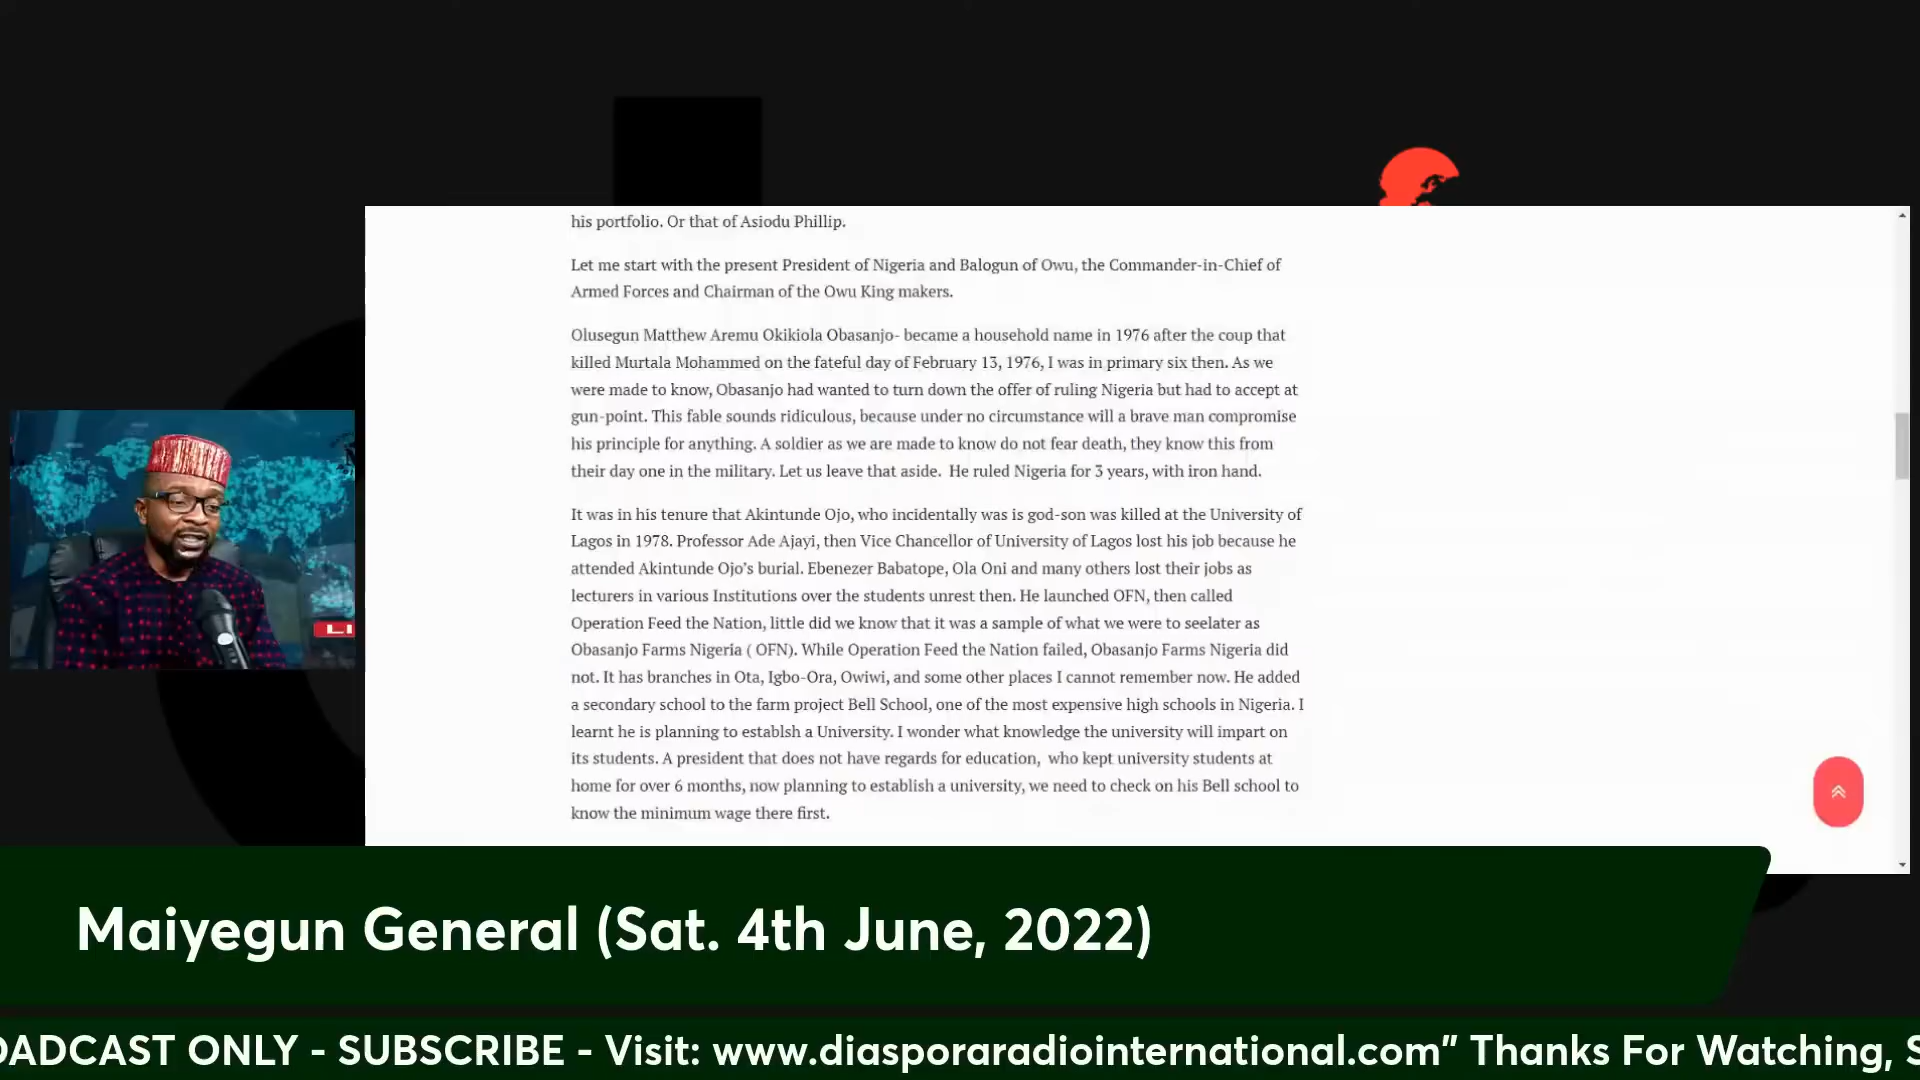 his portfolio. Or that of Asiodu Phillip.
Let me start with the present President of Nigeria and Balogun of Owu, the Commander-in-Chief of
Armed Forces and Chairman of the Owu King makers.
Olusegun Matthew Aremu Okikiola Obasanjo- became a household name in 1976 after the coup that
killed Murtala Mohammed on the fateful day of February 13, 1976, I was in primary six then. As we
were made to know, Obasanjo had wanted to turn down the offer of ruling Nigeria but had to accept at
gun-point. This fable sounds ridiculous, because under no circumstance will a brave man compromise
his principle for anything. A soldier as we are made to know do not fear death, they know this from
their day one in the military. Let us leave that aside.  He ruled Nigeria for 3 years, with iron hand.
It was in his tenure that Akintunde Ojo, who incidentally was is god-son was killed at the University of
Lagos in 1978. Professor Ade Ajayi, then Vice Chancellor of University of Lagos lost his job because he
attended Akintunde Ojo’s burial. Ebenezer Babatope, Ola Oni and many others lost their jobs as
lecturers in various Institutions over the students unrest then. He launched OFN, then called
Operation Feed the Nation, little did we know that it was a sample of what we were to seelater as
Obasanjo Farms Nigeria ( OFN). While Operation Feed the Nation failed, Obasanjo Farms Nigeria did
not. It has branches in Ota, Igbo-Ora, Owiwi, and some other places I cannot remember now. He added
a secondary school to the farm project Bell School, one of the most expensive high schools in Nigeria. I
learnt he is planning to establsh a University. I wonder what knowledge the university will impart on
its students. A president that does not have regards for education,  who kept university students at
home for over 6 months, now planning to establish a university, we need to check on his Bell school to
know the minimum wage there first.
LI
Maiyegun General (Sat. 4th June, 2022)
OADCAST ONLY - SUBSCRIBE - Visit: www.diasporaradiointernational.com” Thanks For Watching, S